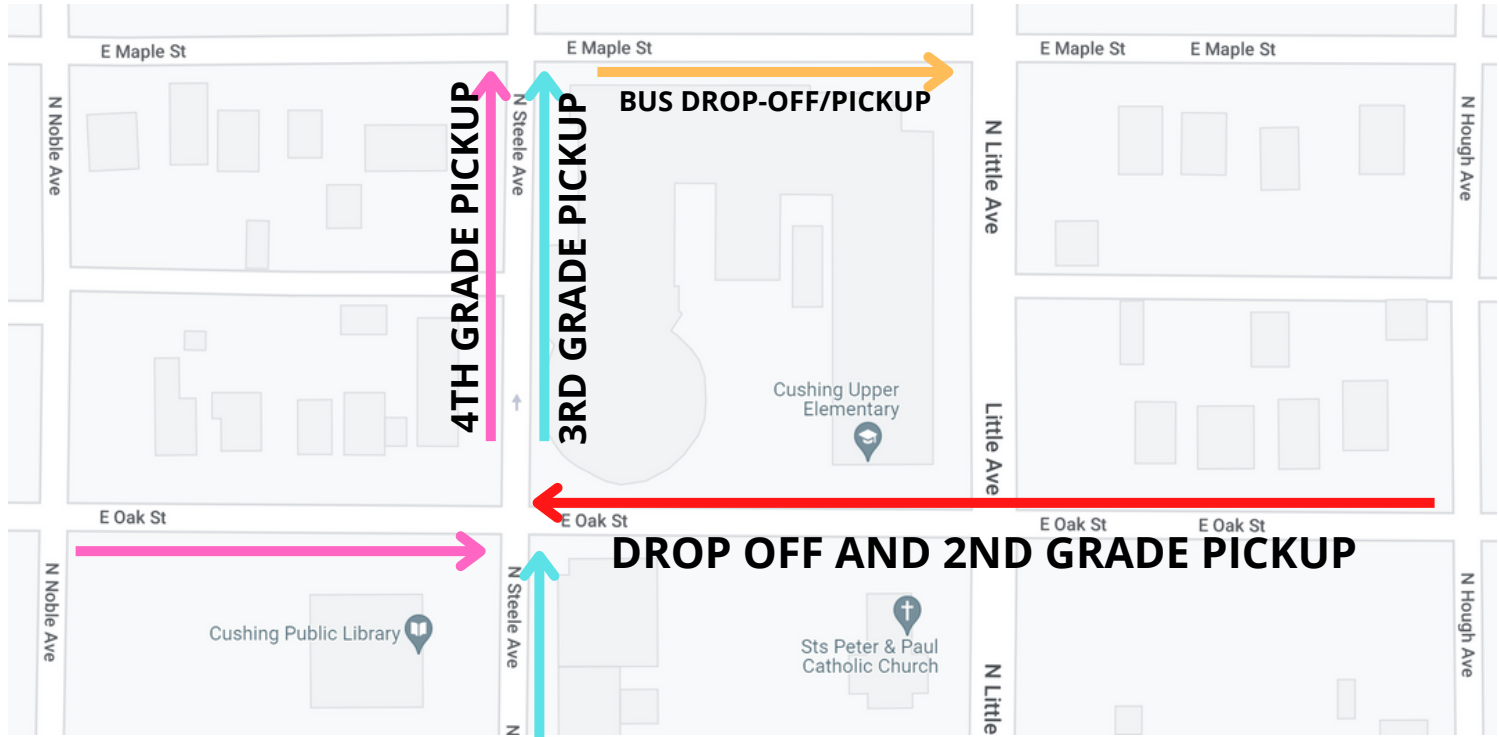 E Maple St
E Maple St
E Maple St
E Maple St
BUS DROP-OFF/PICKUP
N Noble Ave
4TH GRADE PICKUP
N Steele Ave
3RD GRADE PICKUP
N Little Ave
N Hough Ave
Cushing Upper
Elementary
Little Ave
E Oak St
E Oak St
E Oak St
E Oak St
DROP OFF AND 2ND GRADE PICKUP
N Noble Ave
N Steele Ave
N Hough Ave
Cushing Public Library
Sts Peter & Paul
Catholic Church
N Little
N